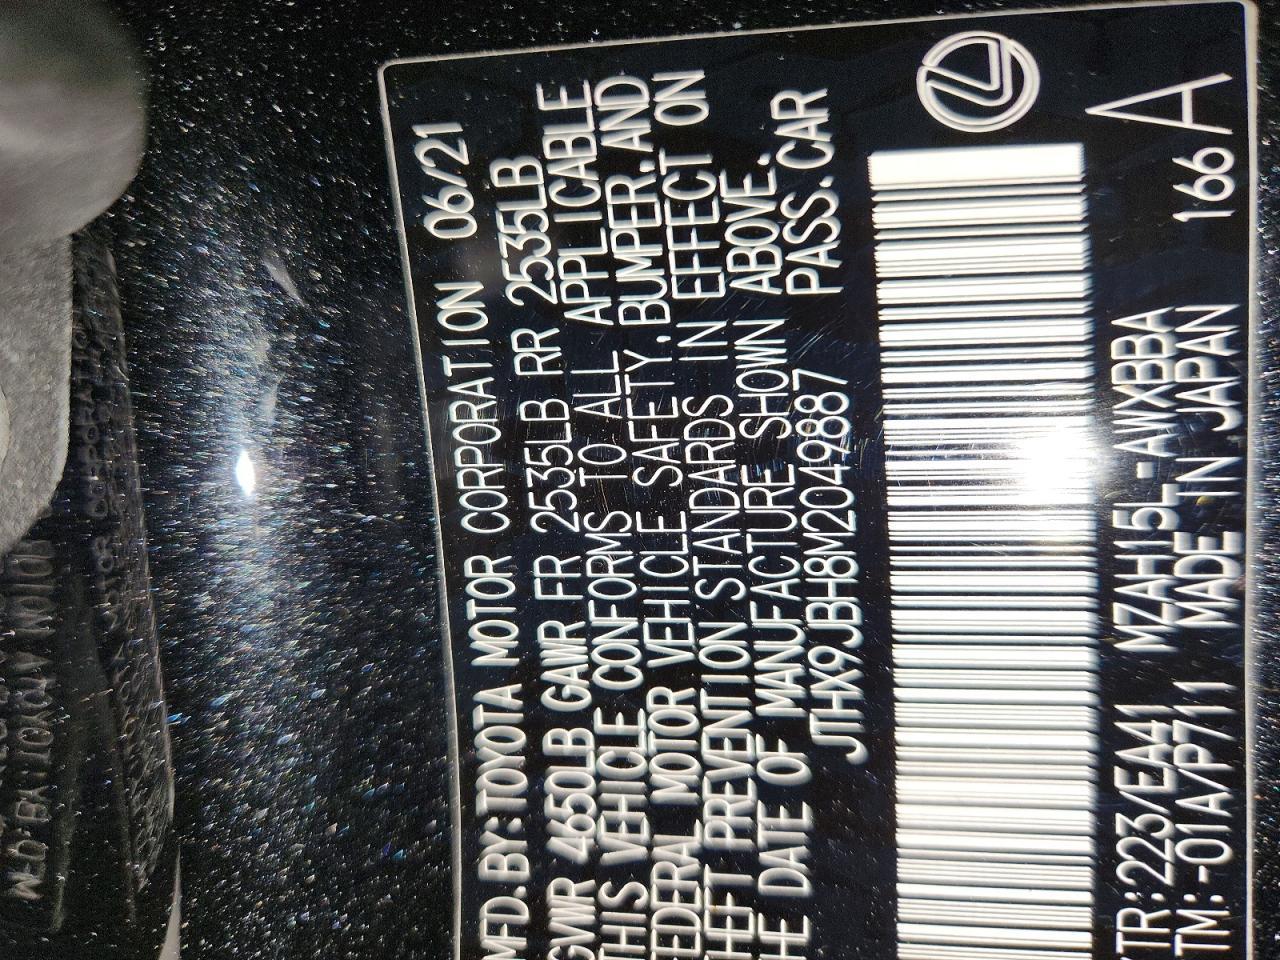 MFD.BY:TOYOTA MOTOR CORPORATION 06/21
GVWR 4650LB GAWR FR 2535LB RR 2535LB
THIS VEHICLE CONFORMS TO ALL APPLICABLE
FEDERAL MOTOR VEHICLE SAFETY.BUMPER.AND
THEFT PREVENTION STANDARDS IN EFFECT ON
THE DATE OF MANUFACTURE SHOWN ABOVE.
JTHX9JBH8M2049887 PASS.CAR
/TR:223/EA41 MZAH15L-AWXBBA A
TM:-01A/P711 MADE IN JAPAN 166